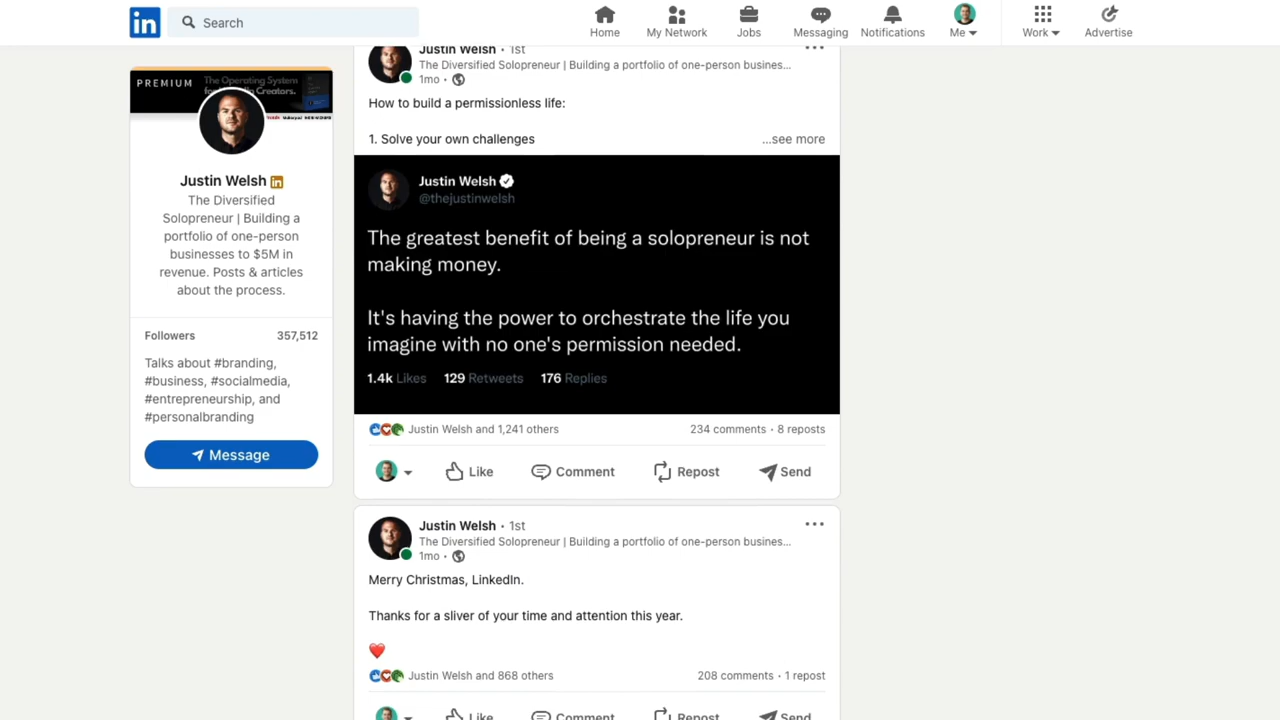 in
Search
Home
My Network
Jobs
Messaging
Notifications
Me
Work
Advertise
PREMIUM
The Operating System
Creators.
Justin Welsh in
The Diversified
Solopreneur | Building a
portfolio of one-person
businesses to $5M in
revenue. Posts & articles
about the process.
Followers 357,512
Talks about #branding,
#business, #socialmedia,
#entrepreneurship, and
#personalbranding
Message
Justin Welsh · 1st
The Diversified Solopreneur | Building a portfolio of one-person busines...
1mo ·
How to build a permissionless life:
1. Solve your own challenges
...see more
Justin Welsh
@thejustinwelsh
The greatest benefit of being a solopreneur is not
making money.
It's having the power to orchestrate the life you
imagine with no one's permission needed.
1.4k Likes 129 Retweets 176 Replies
Justin Welsh and 1,241 others
234 comments · 8 reposts
Like
Comment
Repost
Send
Justin Welsh · 1st
The Diversified Solopreneur | Building a portfolio of one-person busines...
1mo ·
Merry Christmas, LinkedIn.
Thanks for a sliver of your time and attention this year.
Justin Welsh and 868 others
208 comments · 1 repost
Like
Comment
Repost
Send